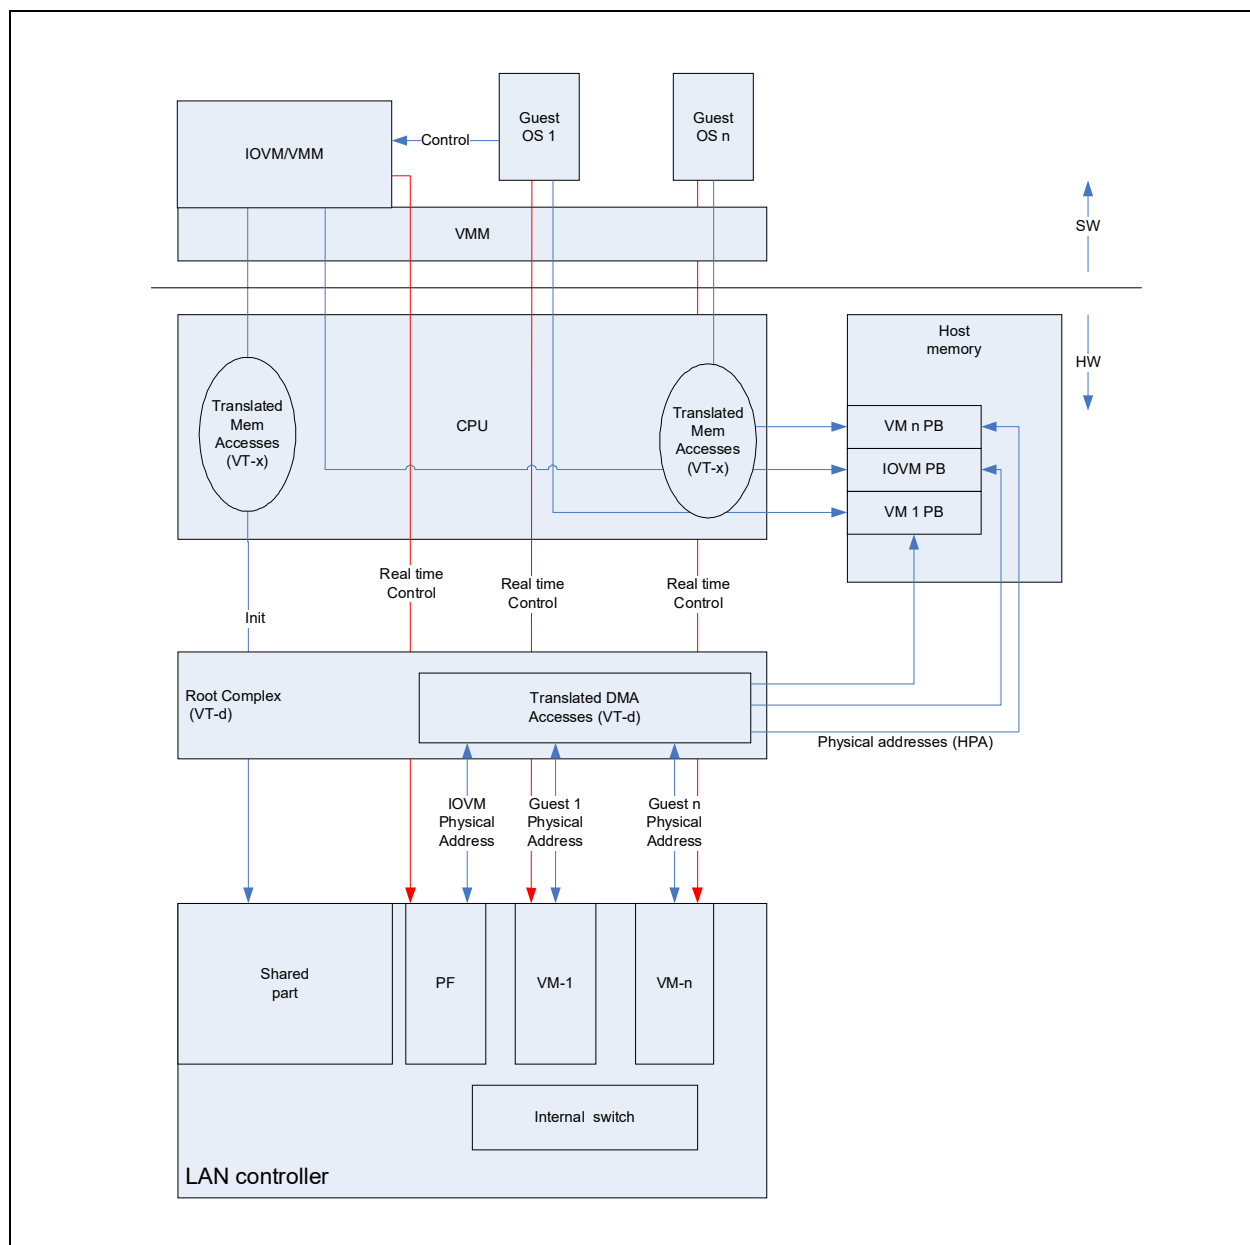 Guest
OS 1
Guest
OS n
Control
IOVM/VMM
VMM
SW
Host
memory
HW
Translated
Mem
Accesses
(VT-x)
CPU
Translated
Mem
Accesses
(VT-x)
VM n PB
IOVM PB
VM 1 PB
Real time
Control
Real time
Control
Real time
Control
Init
Root Complex
(VT-d)
Translated DMA
Accesses (VT-d)
Physical addresses (HPA)
IOVM
Physical
Address
Guest 1
Physical
Address
Guest n
Physical
Address
Shared
part
PF
VM-1
VM-n
Internal switch
LAN controller